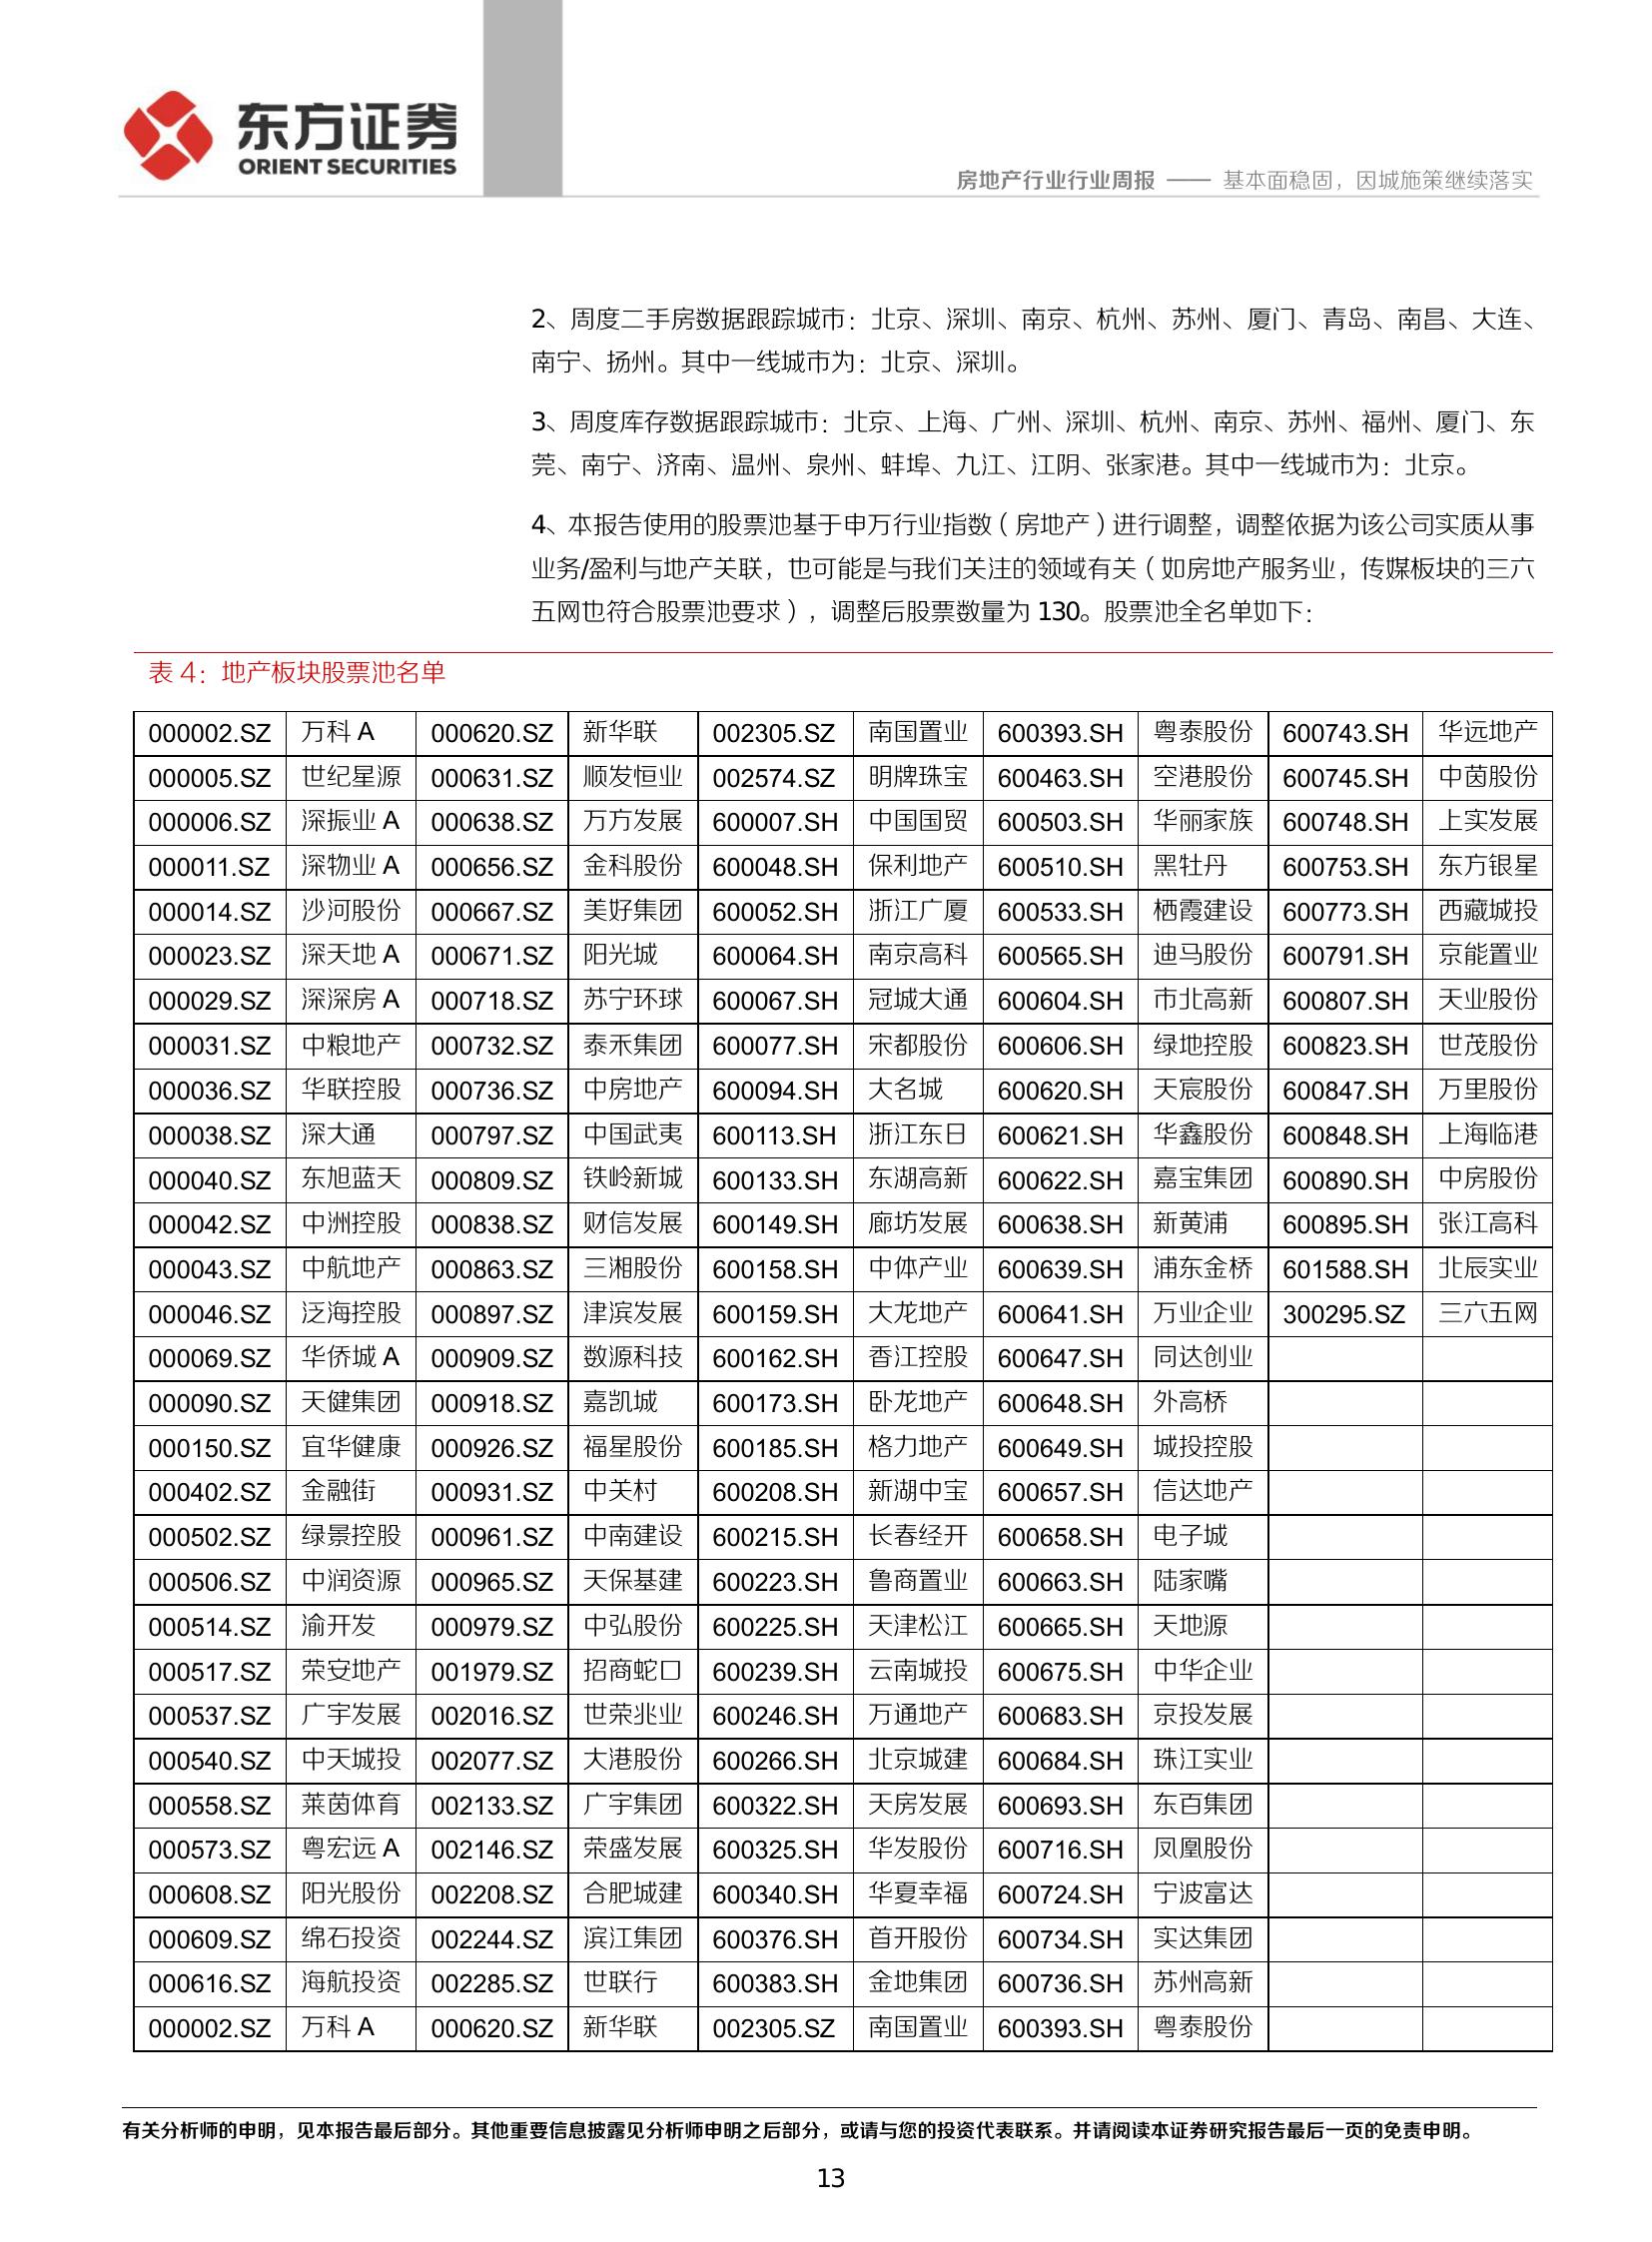 东方证券
ORIENT SECURITIES
房地产行业行业周报 —— 基本面稳固，因城施策继续落实
2、周度二手房数据跟踪城市：北京、深圳、南京、杭州、苏州、厦门、青岛、南昌、大连、
南宁、扬州。其中一线城市为：北京、深圳。
3、周度库存数据跟踪城市：北京、上海、广州、深圳、杭州、南京、苏州、福州、厦门、东
莞、南宁、济南、温州、泉州、蚌埠、九江、江阴、张家港。其中一线城市为：北京。
4、本报告使用的股票池基于申万行业指数（房地产）进行调整，调整依据为该公司实质从事
业务/盈利与地产关联，也可能是与我们关注的领域有关（如房地产服务业，传媒板块的三六
五网也符合股票池要求），调整后股票数量为 130。股票池全名单如下：
表 4：地产板块股票池名单
000002.SZ 万科 A 000620.SZ 新华联 002305.SZ 南国置业 600393.SH 粤泰股份 600743.SH 华远地产
000005.SZ 世纪星源 000631.SZ 顺发恒业 002574.SZ 明牌珠宝 600463.SH 空港股份 600745.SH 中茵股份
000006.SZ 深振业 A 000638.SZ 万方发展 600007.SH 中国国贸 600503.SH 华丽家族 600748.SH 上实发展
000011.SZ 深物业 A 000656.SZ 金科股份 600048.SH 保利地产 600510.SH 黑牡丹 600753.SH 东方银星
000014.SZ 沙河股份 000667.SZ 美好集团 600052.SH 浙江广厦 600533.SH 栖霞建设 600773.SH 西藏城投
000023.SZ 深天地 A 000671.SZ 阳光城 600064.SH 南京高科 600565.SH 迪马股份 600791.SH 京能置业
000029.SZ 深深房 A 000718.SZ 苏宁环球 600067.SH 冠城大通 600604.SH 市北高新 600807.SH 天业股份
000031.SZ 中粮地产 000732.SZ 泰禾集团 600077.SH 宋都股份 600606.SH 绿地控股 600823.SH 世茂股份
000036.SZ 华联控股 000736.SZ 中房地产 600094.SH 大名城 600620.SH 天宸股份 600847.SH 万里股份
000038.SZ 深大通 000797.SZ 中国武夷 600113.SH 浙江东日 600621.SH 华鑫股份 600848.SH 上海临港
000040.SZ 东旭蓝天 000809.SZ 铁岭新城 600133.SH 东湖高新 600622.SH 嘉宝集团 600890.SH 中房股份
000042.SZ 中洲控股 000838.SZ 财信发展 600149.SH 廊坊发展 600638.SH 新黄浦 600895.SH 张江高科
000043.SZ 中航地产 000863.SZ 三湘股份 600158.SH 中体产业 600639.SH 浦东金桥 601588.SH 北辰实业
000046.SZ 泛海控股 000897.SZ 津滨发展 600159.SH 大龙地产 600641.SH 万业企业 300295.SZ 三六五网
000069.SZ 华侨城 A 000909.SZ 数源科技 600162.SH 香江控股 600647.SH 同达创业
000090.SZ 天健集团 000918.SZ 嘉凯城 600173.SH 卧龙地产 600648.SH 外高桥
000150.SZ 宜华健康 000926.SZ 福星股份 600185.SH 格力地产 600649.SH 城投控股
000402.SZ 金融街 000931.SZ 中关村 600208.SH 新湖中宝 600657.SH 信达地产
000502.SZ 绿景控股 000961.SZ 中南建设 600215.SH 长春经开 600658.SH 电子城
000506.SZ 中润资源 000965.SZ 天保基建 600223.SH 鲁商置业 600663.SH 陆家嘴
000514.SZ 渝开发 000979.SZ 中弘股份 600225.SH 天津松江 600665.SH 天地源
000517.SZ 荣安地产 001979.SZ 招商蛇口 600239.SH 云南城投 600675.SH 中华企业
000537.SZ 广宇发展 002016.SZ 世荣兆业 600246.SH 万通地产 600683.SH 京投发展
000540.SZ 中天城投 002077.SZ 大港股份 600266.SH 北京城建 600684.SH 珠江实业
000558.SZ 莱茵体育 002133.SZ 广宇集团 600322.SH 天房发展 600693.SH 东百集团
000573.SZ 粤宏远 A 002146.SZ 荣盛发展 600325.SH 华发股份 600716.SH 凤凰股份
000608.SZ 阳光股份 002208.SZ 合肥城建 600340.SH 华夏幸福 600724.SH 宁波富达
000609.SZ 绵石投资 002244.SZ 滨江集团 600376.SH 首开股份 600734.SH 实达集团
000616.SZ 海航投资 002285.SZ 世联行 600383.SH 金地集团 600736.SH 苏州高新
000002.SZ 万科 A 000620.SZ 新华联 002305.SZ 南国置业 600393.SH 粤泰股份
有关分析师的申明，见本报告最后部分。其他重要信息披露见分析师申明之后部分，或请与您的投资代表联系。并请阅读本证券研究报告最后一页的免责申明。
13